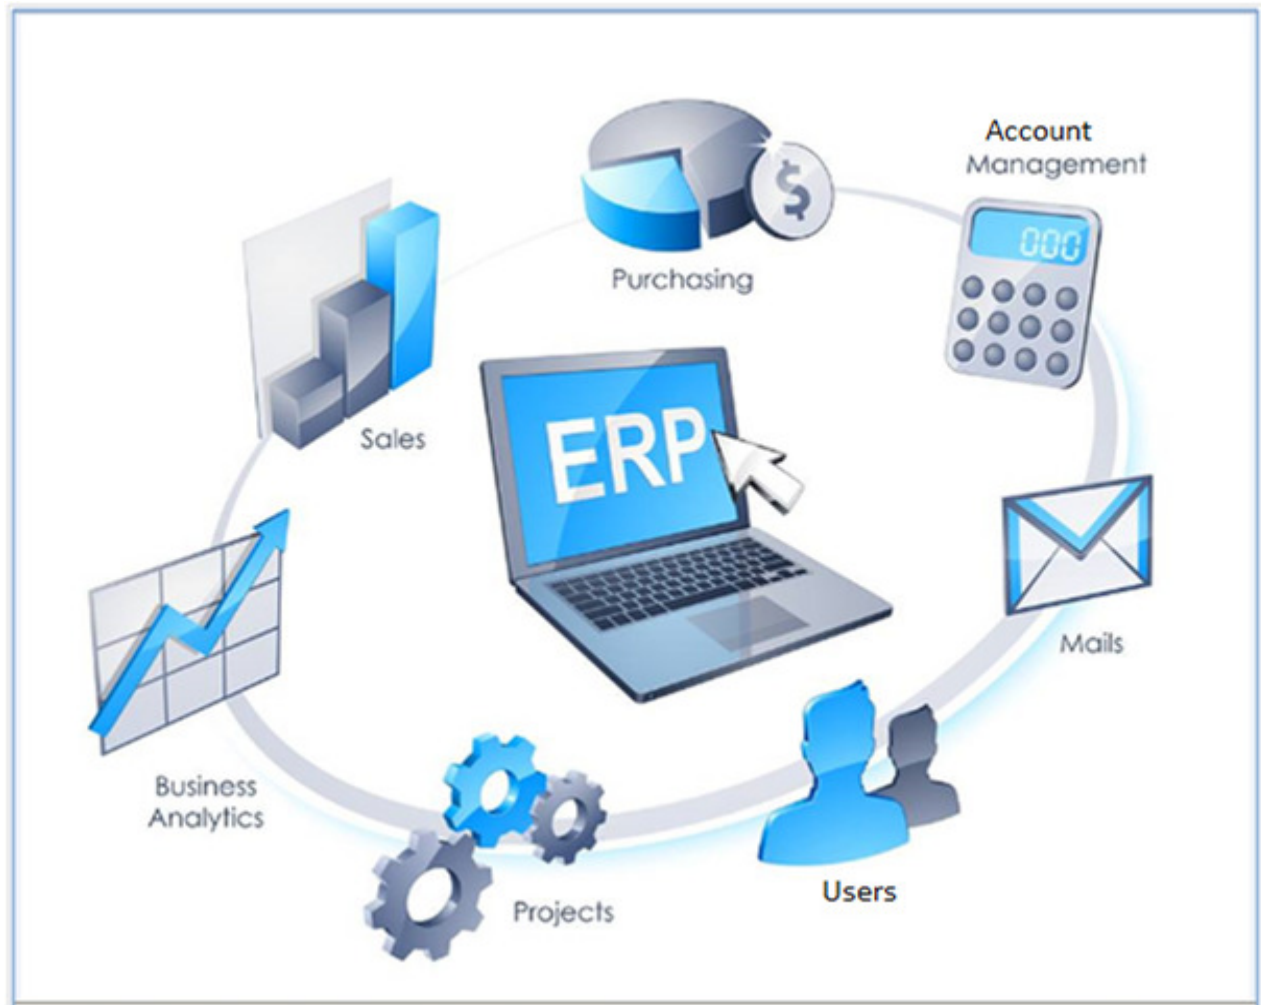 Account
Management
000
Purchasing
$
Sales
ERP
Mails
Business
Analytics
Users
Projects